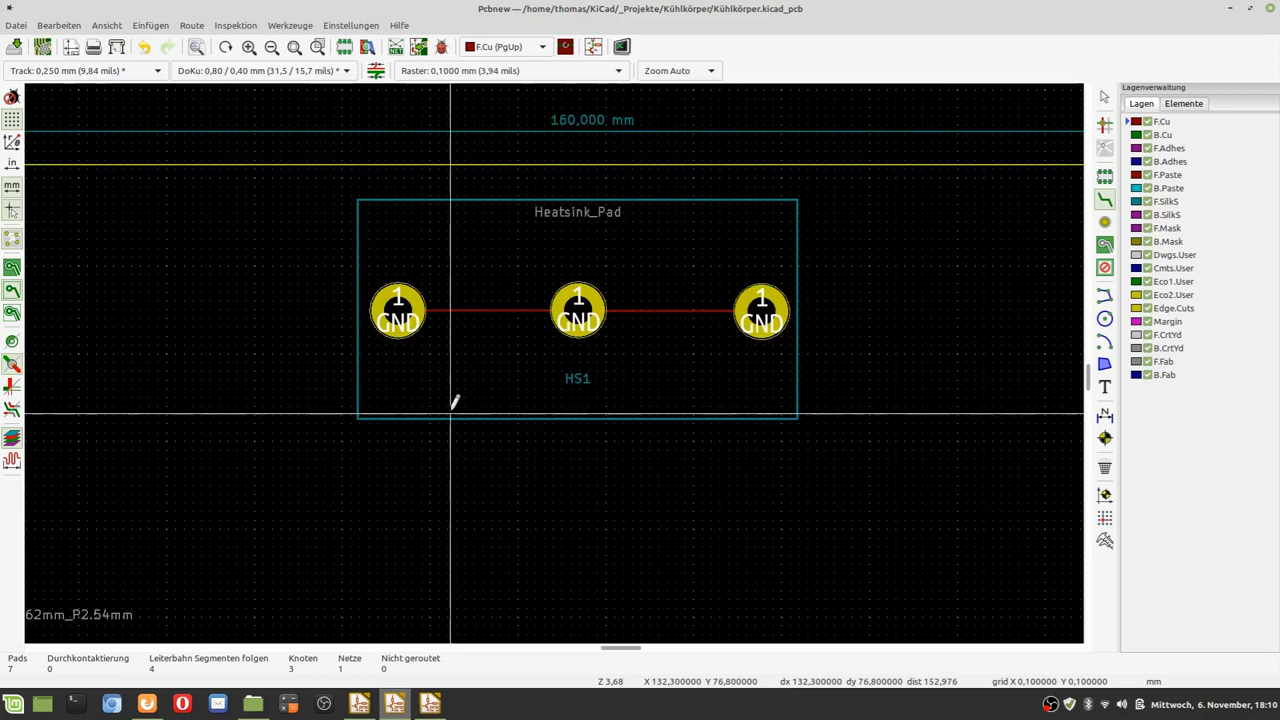 Pcbnew — /home/thomas/KiCad/_Projekte/Kühlkörper/Kühlkörper.kicad_pcb
Datei Bearbeiten Ansicht Einfügen Route Inspektion Werkzeuge Einstellungen Hilfe
F.Cu (PgUp)
Track: 0,250 mm (9,84 mils) * DoKu: 0,80 / 0,40 mm (31,5 / 15,7 mils) * Raster: 0,1000 mm (3,94 mils) Zoom Auto
in
mm
160,000 mm
Heatsink_Pad
1 1 1
GND GND GND
HS1
62mm_P2.54mm
Lagenverwaltung
Lagen Elemente
F.Cu
B.Cu
F.Adhes
B.Adhes
F.Paste
B.Paste
F.SilkS
B.SilkS
F.Mask
B.Mask
Dwgs.User
Cmts.User
Eco1.User
Eco2.User
Edge.Cuts
Margin
F.CrtYd
B.CrtYd
F.Fab
B.Fab
Pads Durchkontaktierung Leiterbahn Segmenten folgen Knoten Netze Nicht geroutet
7 0 4 3 1 0
Z 3,68 X 132,300000 Y 76,800000 dx 132,300000 dy 76,800000 dist 152,976 grid X 0,100000 Y 0,100000 mm
Mittwoch, 6. November, 18:10